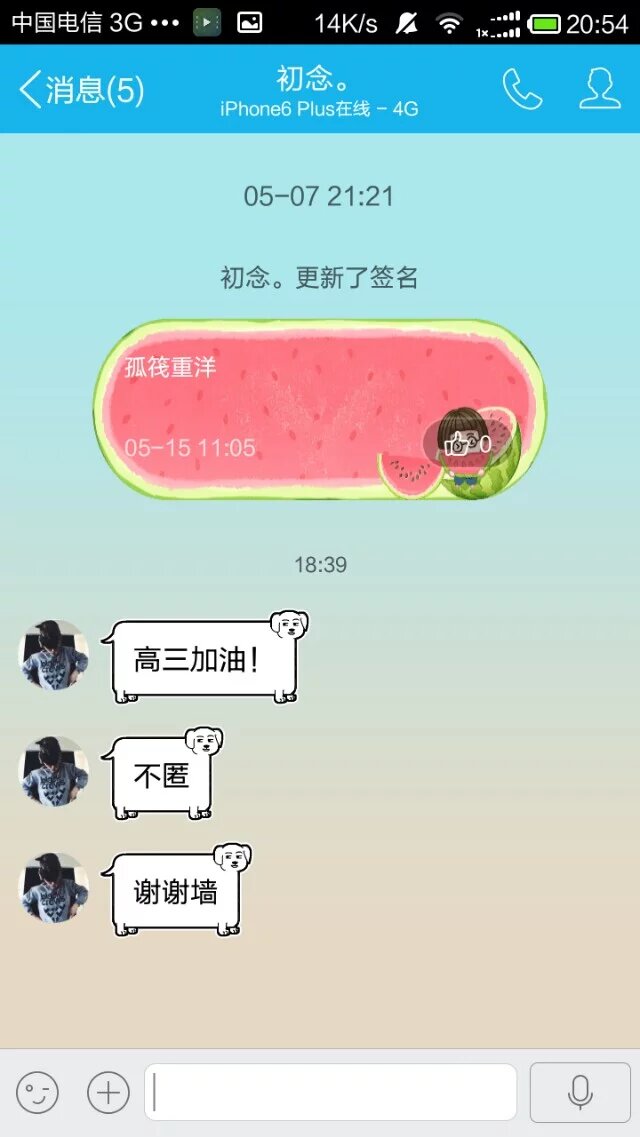 中国电信 3G ••• 14K/s 1x 20:54
消息(5)
初念。
iPhone6 Plus在线 - 4G
05-07 21:21
初念。更新了签名
孤筏重洋
05-15 11:05
0
18:39
高三加油！
不匿
谢谢墙